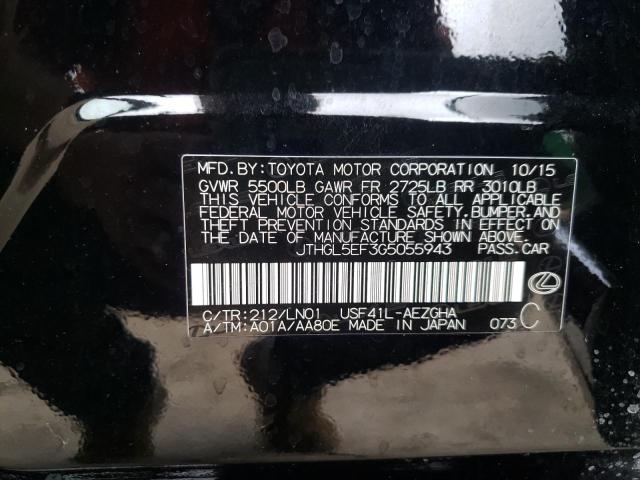 MFD.BY:TOYOTA MOTOR CORPORATION 10/15
GVWR 5500LB GAWR FR 2725LB RR 3010LB
THIS VEHICLE CONFORMS TO ALL APPLICABLE
FEDERAL MOTOR VEHICLE SAFETY,BUMPER,AND
THEFT PREVENTION STANDARDS IN EFFECT ON
THE DATE OF MANUFACTURE SHOWN ABOVE.
JTHGL5EF3G5055943 PASS.CAR
C/TR:212/LN01 USF41L-AEZGHA
A/TM:A01A/AA80E MADE IN JAPAN 073 C